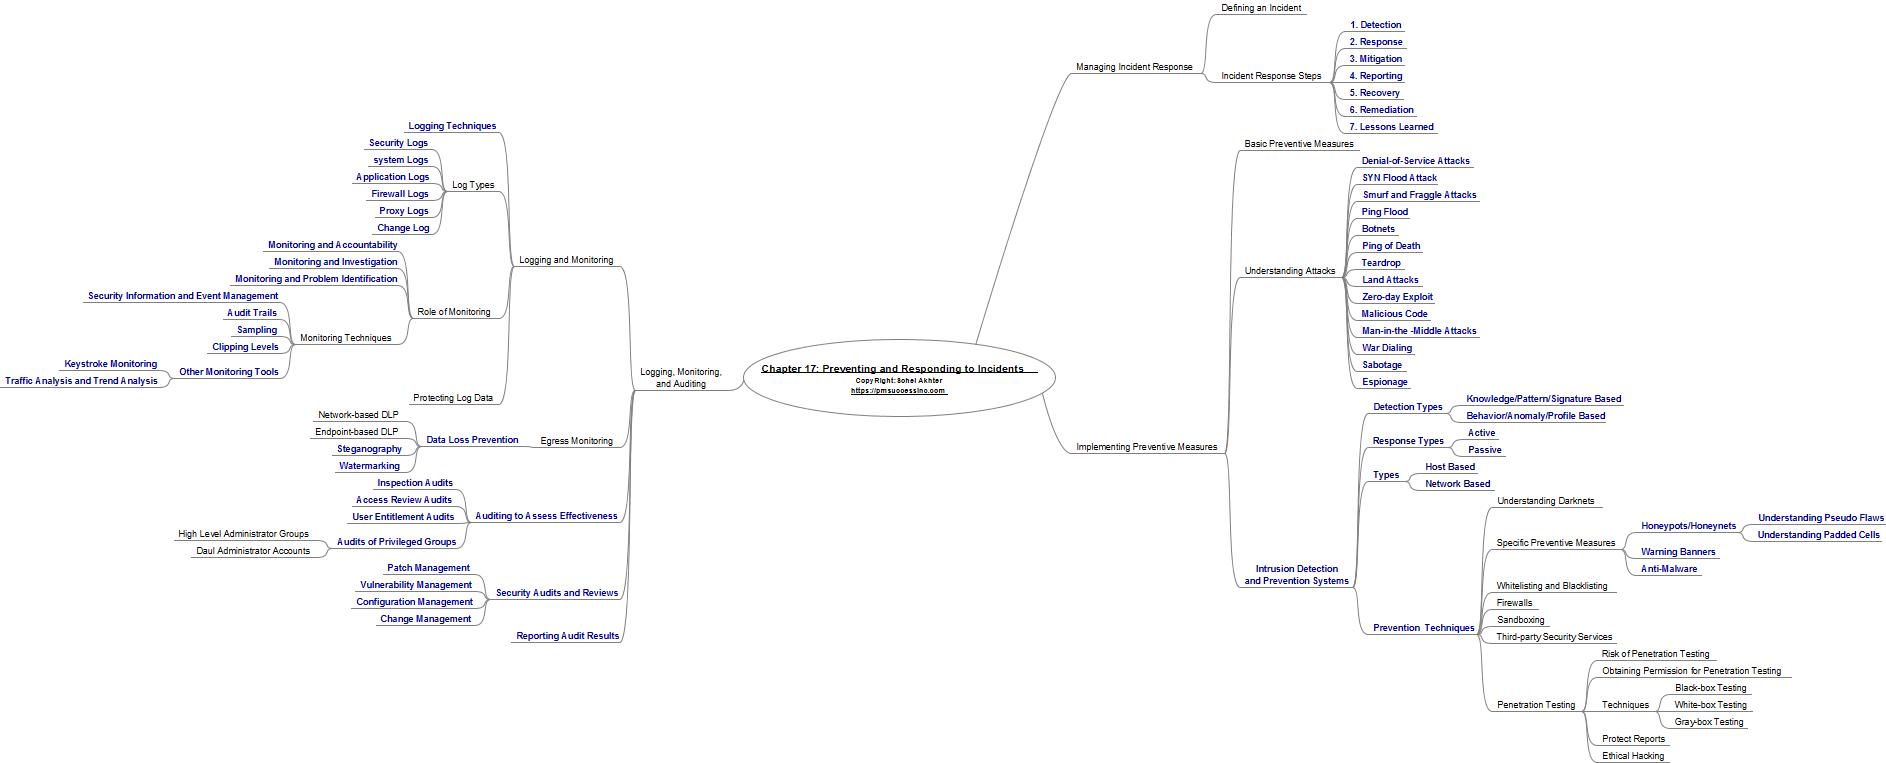 Chapter 17: Preventing and Responding to Incidents
Copy Right: Sohel Akhter
https://pmsuccessinc.com
Managing Incident Response
Defining an Incident
Incident Response Steps
1. Detection
2. Response
3. Mitigation
4. Reporting
5. Recovery
6. Remediation
7. Lessons Learned
Implementing Preventive Measures
Basic Preventive Measures
Understanding Attacks
Denial-of-Service Attacks
SYN Flood Attack
Smurf and Fraggle Attacks
Ping Flood
Botnets
Ping of Death
Teardrop
Land Attacks
Zero-day Exploit
Malicious Code
Man-in-the -Middle Attacks
War Dialing
Sabotage
Espionage
Intrusion Detection
and Prevention Systems
Detection Types
Knowledge/Pattern/Signature Based
Behavior/Anomaly/Profile Based
Response Types
Active
Passive
Types
Host Based
Network Based
Prevention Techniques
Understanding Darknets
Specific Preventive Measures
Honeypots/Honeynets
Understanding Pseudo Flaws
Understanding Padded Cells
Warning Banners
Anti-Malware
Whitelisting and Blacklisting
Firewalls
Sandboxing
Third-party Security Services
Penetration Testing
Risk of Penetration Testing
Obtaining Permission for Penetration Testing
Techniques
Black-box Testing
White-box Testing
Gray-box Testing
Protect Reports
Ethical Hacking
Logging, Monitoring,
and Auditing
Logging and Monitoring
Logging Techniques
Log Types
Security Logs
system Logs
Application Logs
Firewall Logs
Proxy Logs
Change Log
Role of Monitoring
Monitoring and Accountability
Monitoring and Investigation
Monitoring and Problem Identification
Monitoring Techniques
Security Information and Event Management
Audit Trails
Sampling
Clipping Levels
Other Monitoring Tools
Keystroke Monitoring
Traffic Analysis and Trend Analysis
Protecting Log Data
Egress Monitoring
Data Loss Prevention
Network-based DLP
Endpoint-based DLP
Steganography
Watermarking
Auditing to Assess Effectiveness
Inspection Audits
Access Review Audits
User Entitlement Audits
Audits of Privileged Groups
High Level Administrator Groups
Daul Administrator Accounts
Security Audits and Reviews
Patch Management
Vulnerability Management
Configuration Management
Change Management
Reporting Audit Results